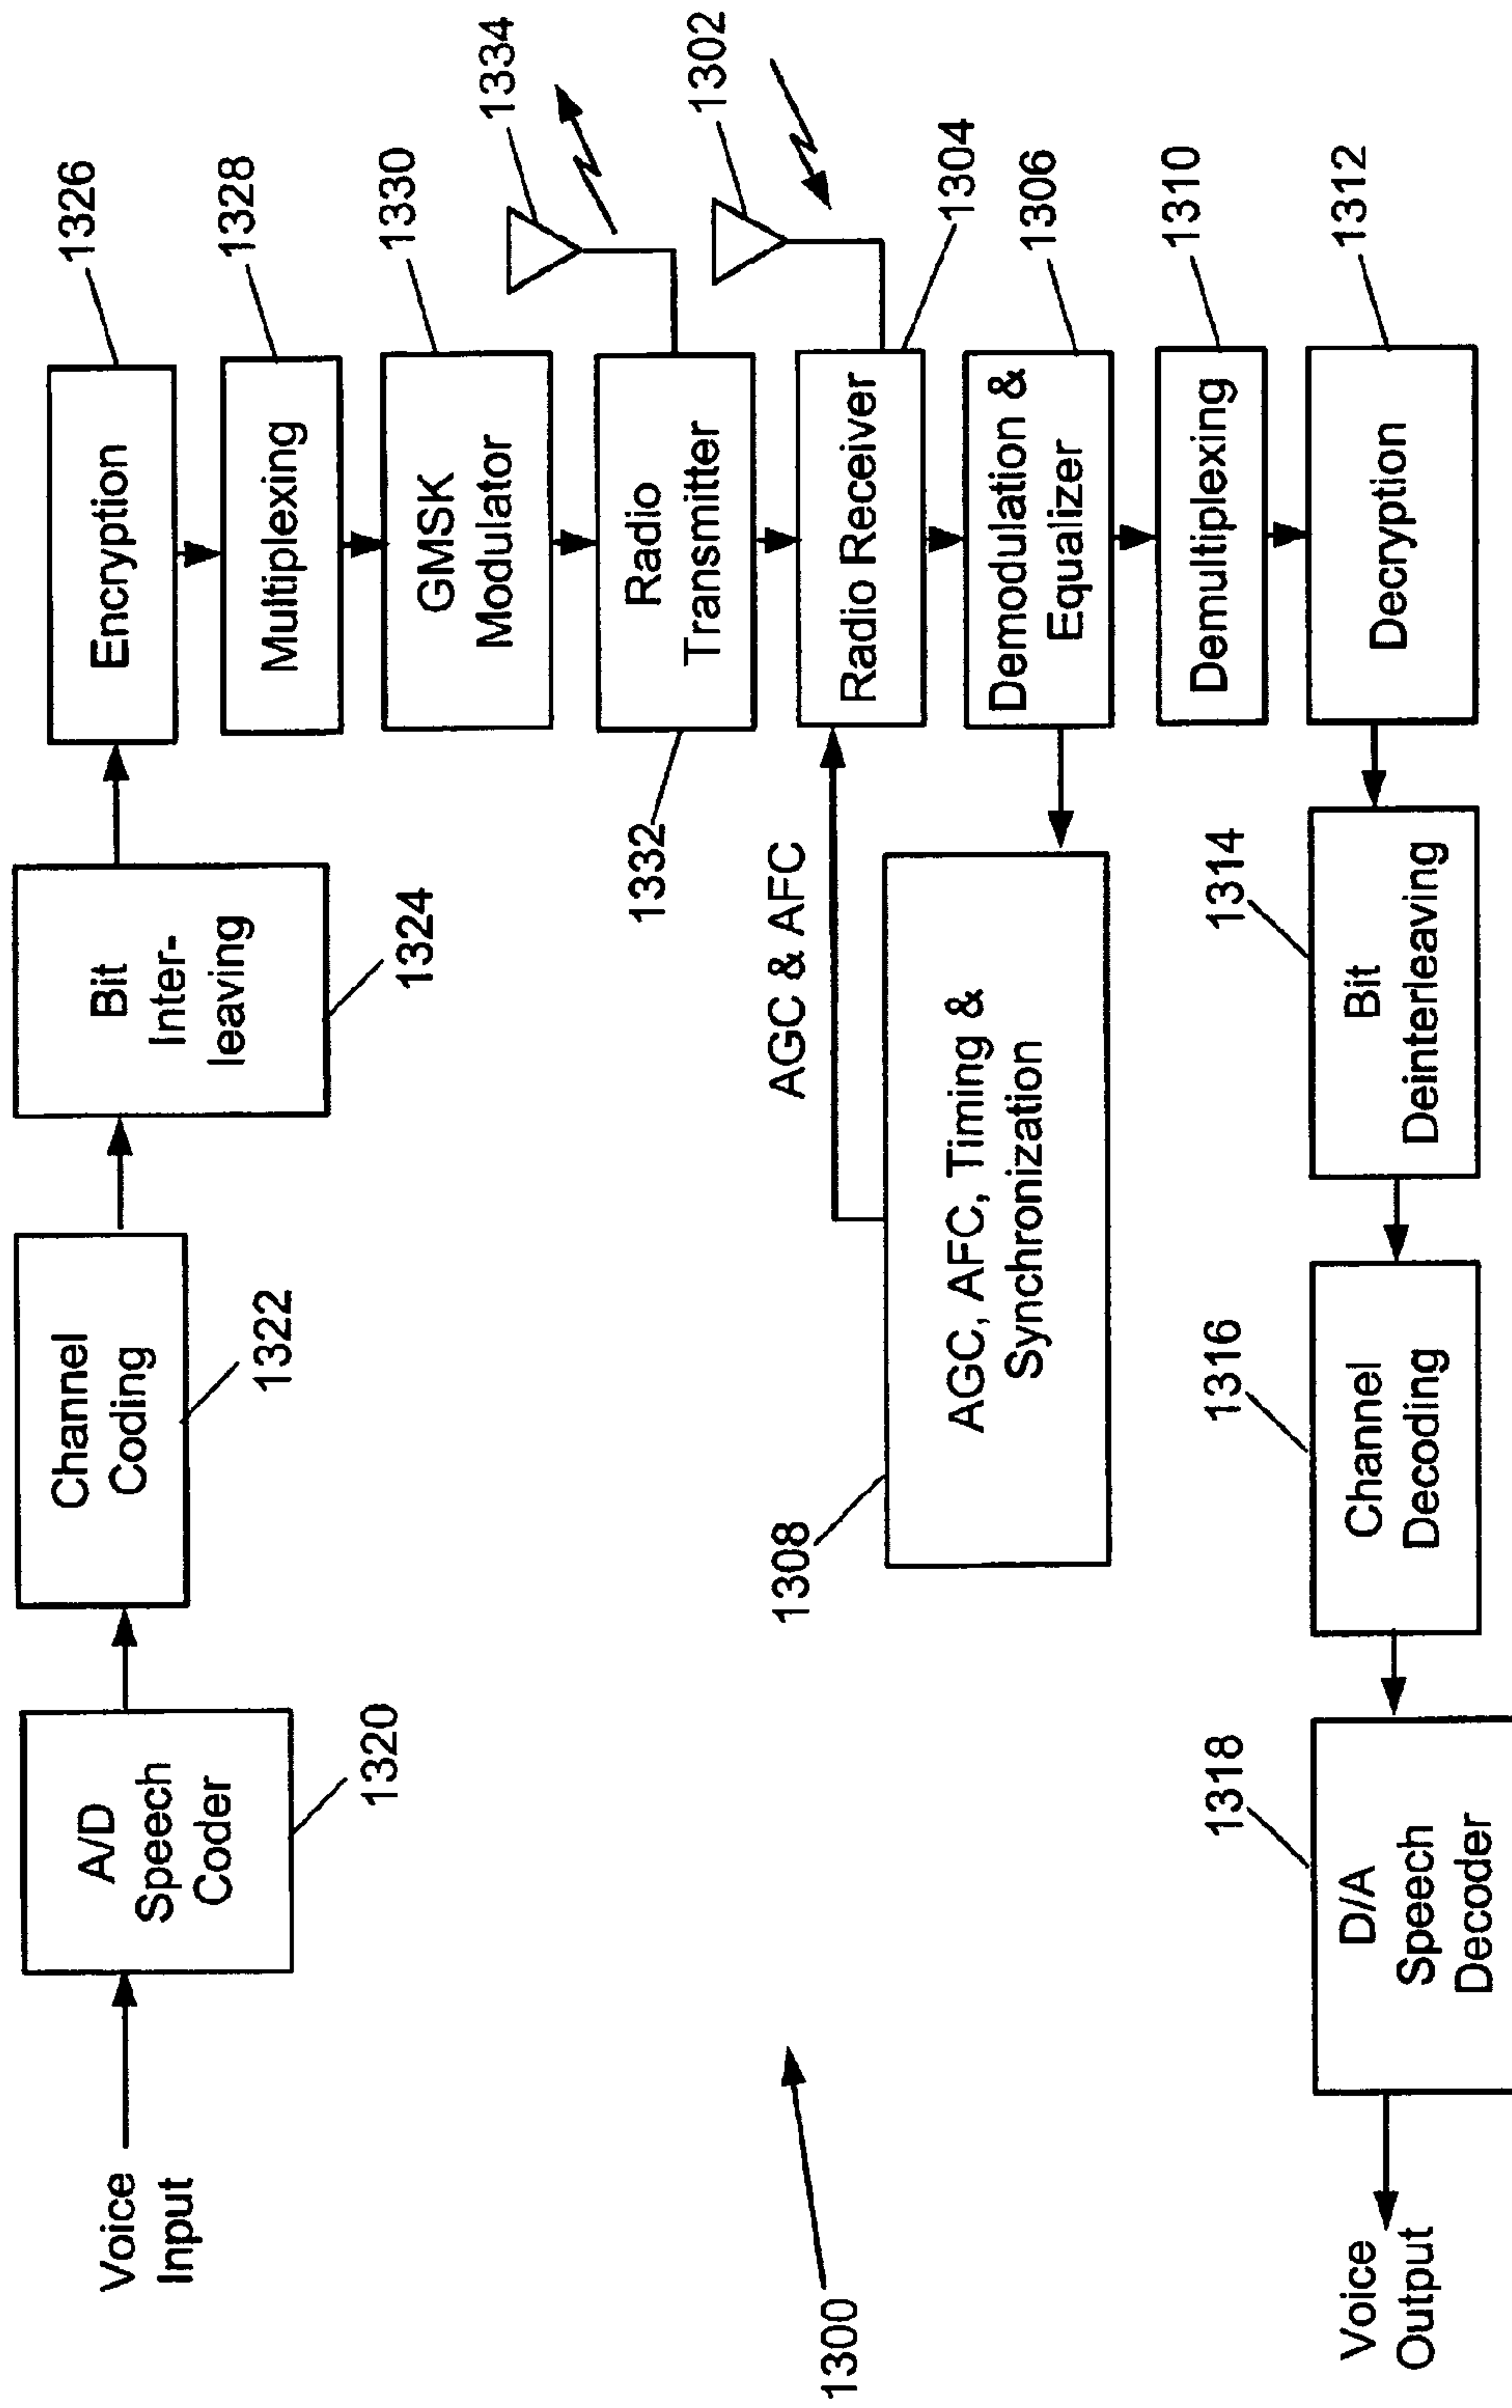 Voice
Input
A/D
Speech
Coder
1320
Channel
Coding
1322
Bit
Inter-
leaving
1324
Encryption
1326
Multiplexing
1328
GMSK
Modulator
1330
Radio
Transmitter
1332
1334
1302
Radio Receiver
1304
AGC & AFC
Demodulation &
Equalizer
1306
AGC, AFC, Timing &
Synchronization
1308
Demultiplexing
1310
Decryption
1312
Bit
Deinterleaving
1314
Channel
Decoding
1316
D/A
Speech
Decoder
1318
Voice
Output
1300